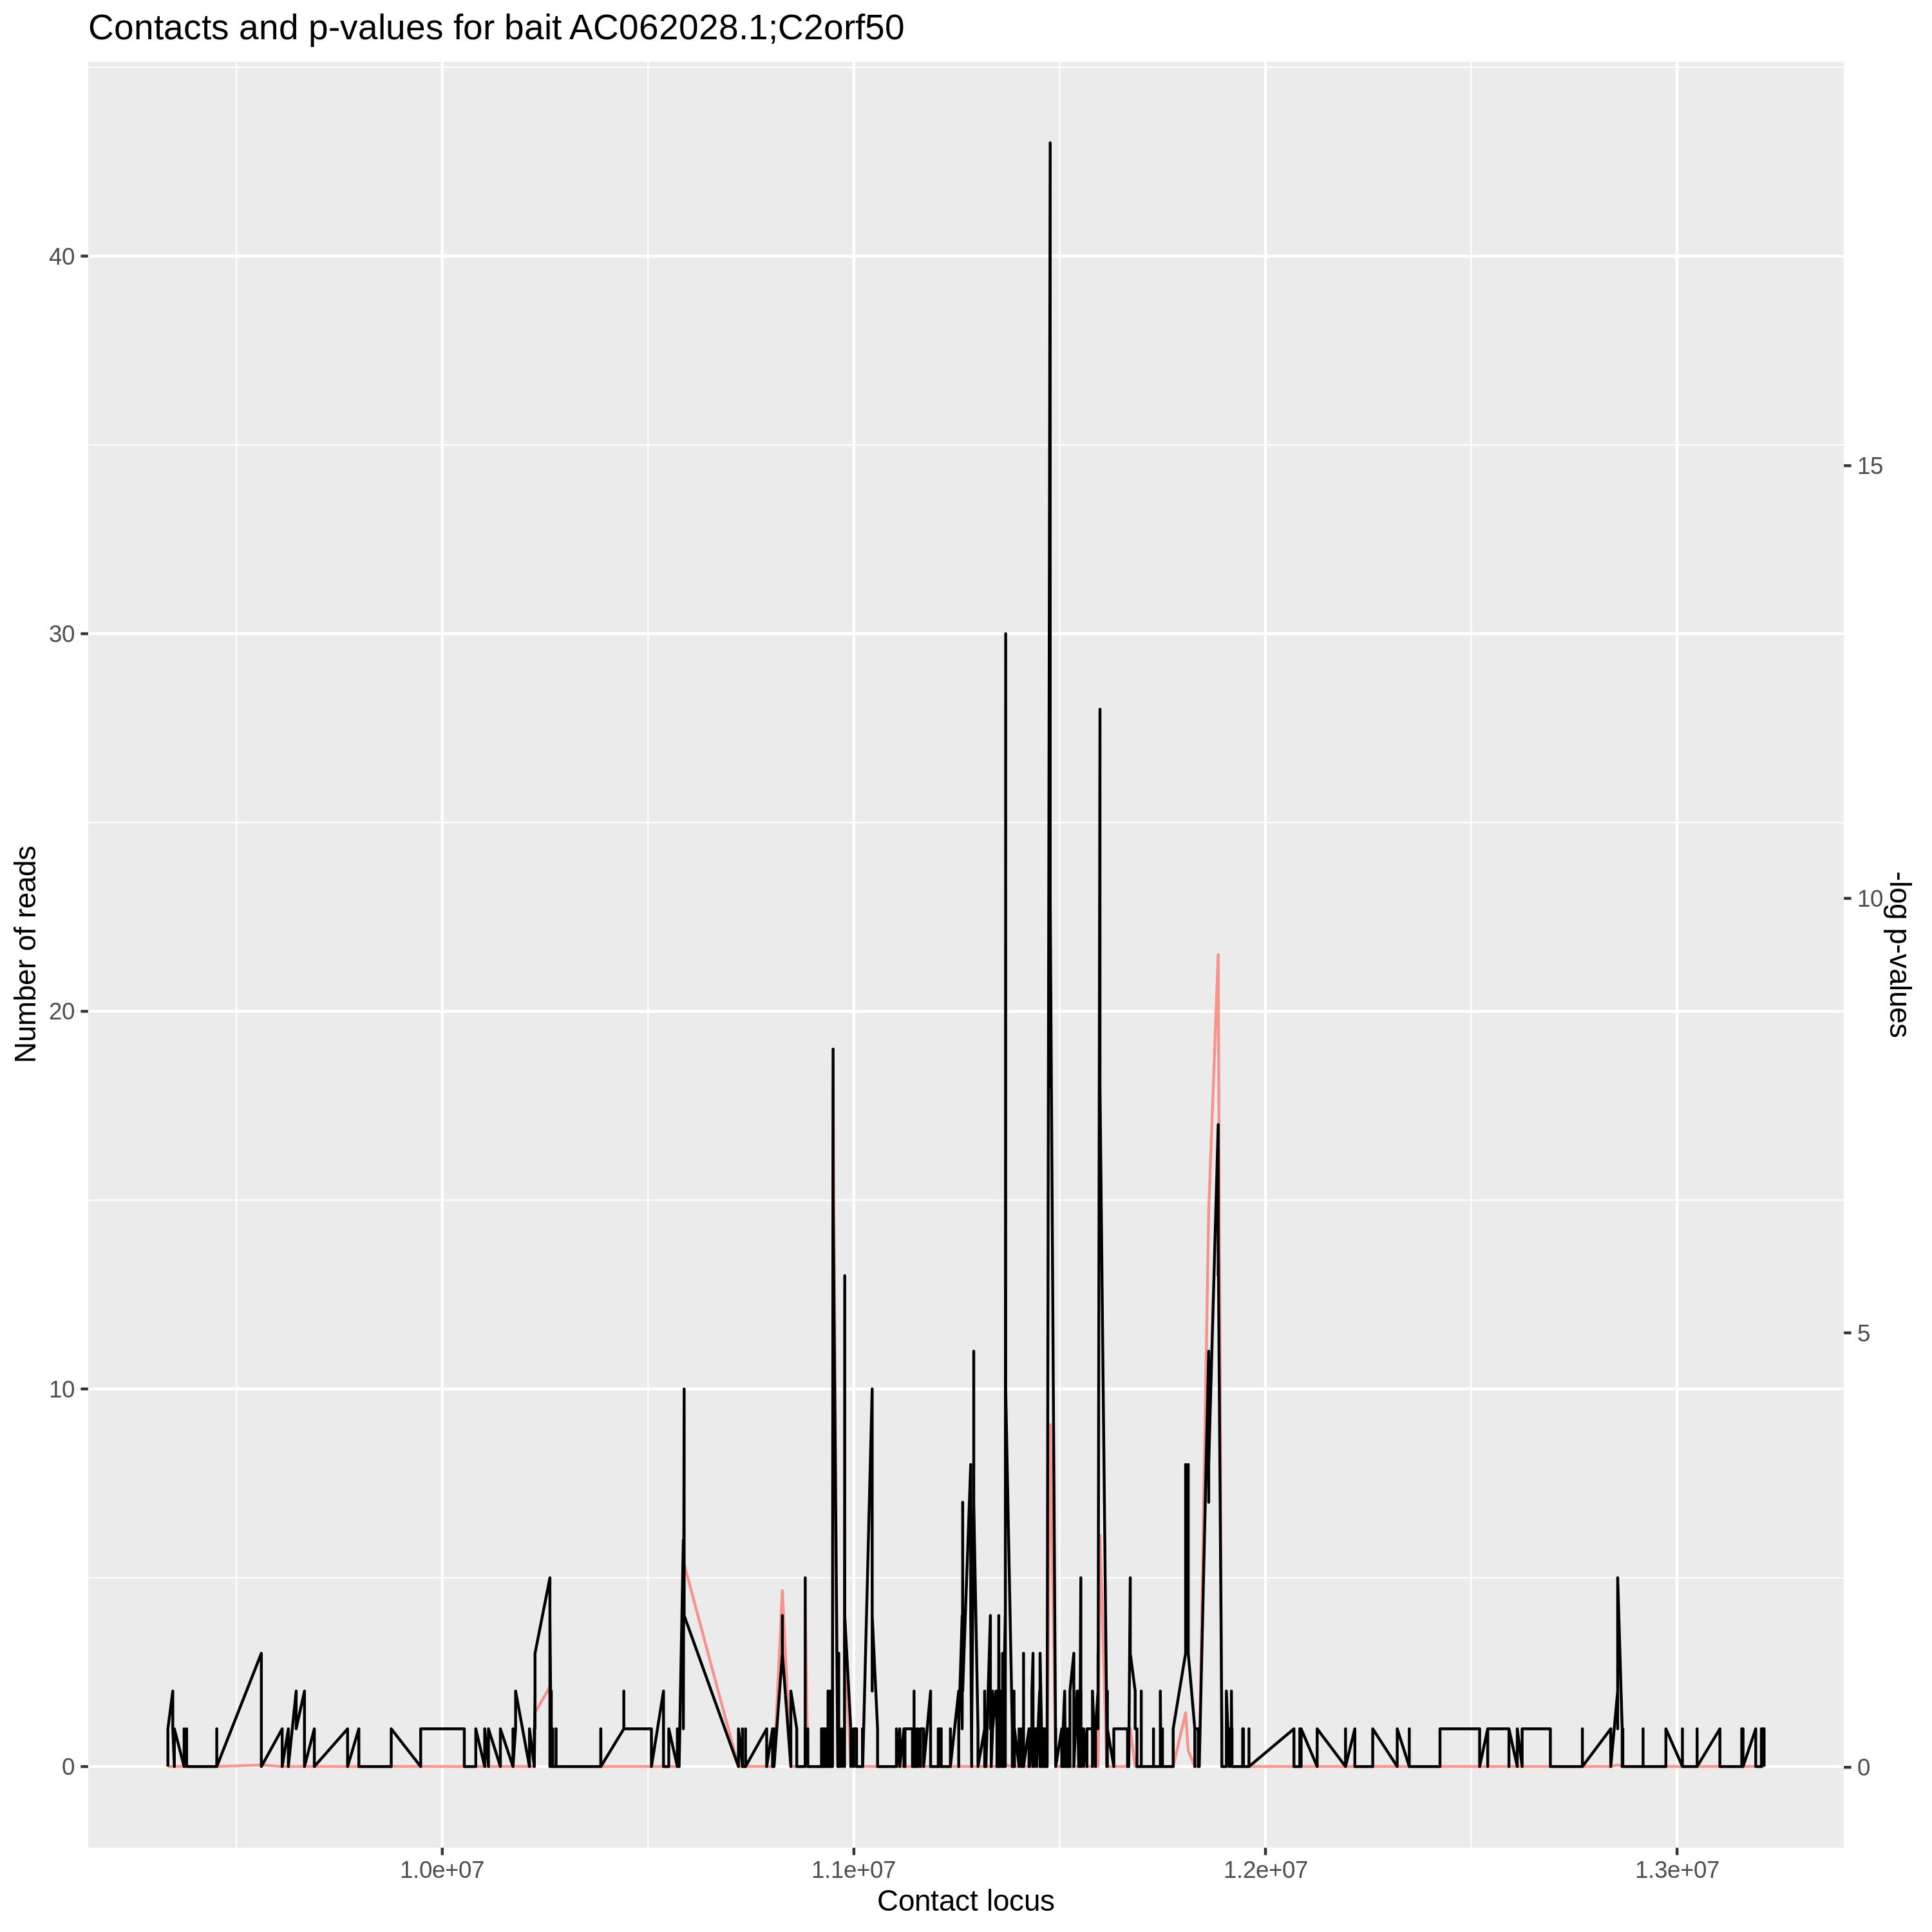 Contacts and p-values for bait AC062028.1;C2orf50
Number of reads
40
30
20
10
0
15
10
5
0
-log p-values
1.0e+07
1.1e+07
1.2e+07
1.3e+07
Contact locus